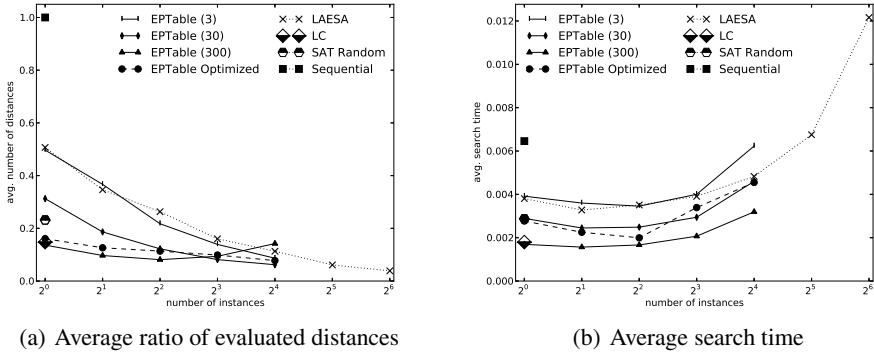 1.0
0.8
0.6
0.4
0.2
0.0
avg. number of distances
EPTable (3)
EPTable (30)
EPTable (300)
EPTable Optimized
LAESA
LC
SAT Random
Sequential
2^0 2^1 2^2 2^3 2^4 2^5 2^6
number of instances
(a) Average ratio of evaluated distances
0.012
0.010
0.008
0.006
0.004
0.002
0.000
avg. search time
EPTable (3)
EPTable (30)
EPTable (300)
EPTable Optimized
LAESA
LC
SAT Random
Sequential
2^0 2^1 2^2 2^3 2^4 2^5 2^6
number of instances
(b) Average search time